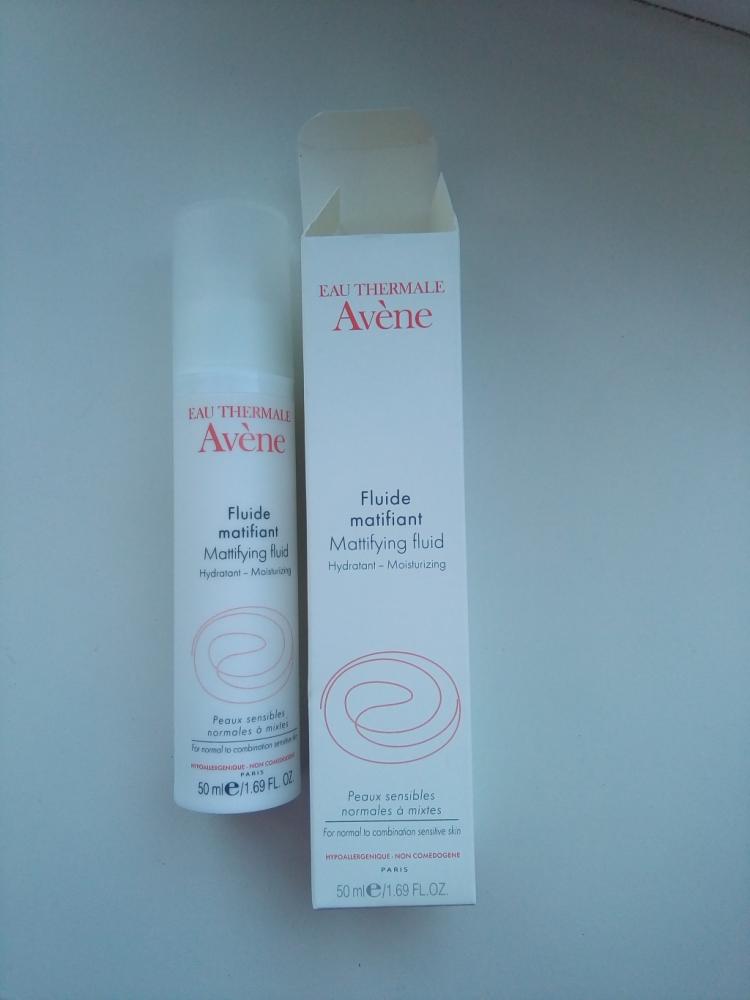 EAU THERMALE
Avène
Fluide
matifiant
Mattifying fluid
Hydratant – Moisturizing
Peaux sensibles
normales à mixtes
For normal to combination sensitive skin
HYPOALLERGENIQUE - NON COMEDOGENE
PARIS
50 ml e/1.69 FL. OZ.
EAU THERMALE
Avène
Fluide
matifiant
Mattifying fluid
Hydratant – Moisturizing
Peaux sensibles
normales à mixtes
For normal to combination sensitive skin
HYPOALLERGENIQUE - NON COMEDOGENE
PARIS
50 ml e/1.69 FL.OZ.